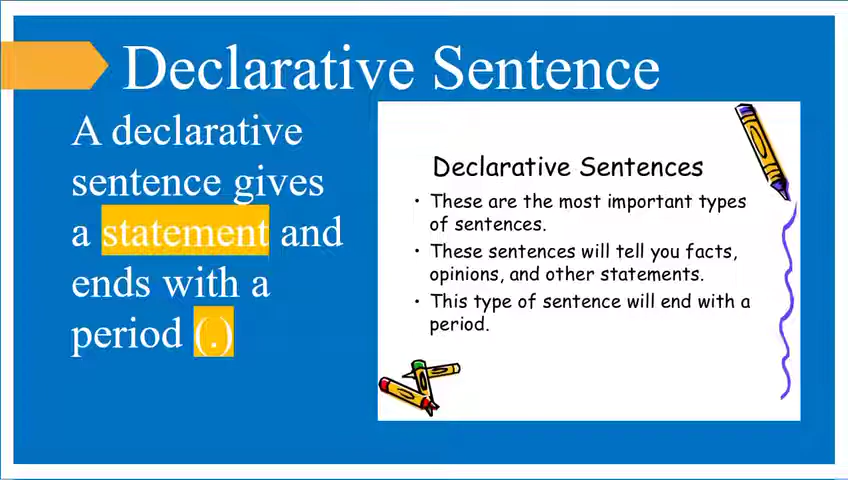 Declarative Sentence
A declarative
sentence gives
a statement and
ends with a
period (.)
Declarative Sentences
• These are the most important types
of sentences.
• These sentences will tell you facts,
opinions, and other statements.
• This type of sentence will end with a
period.